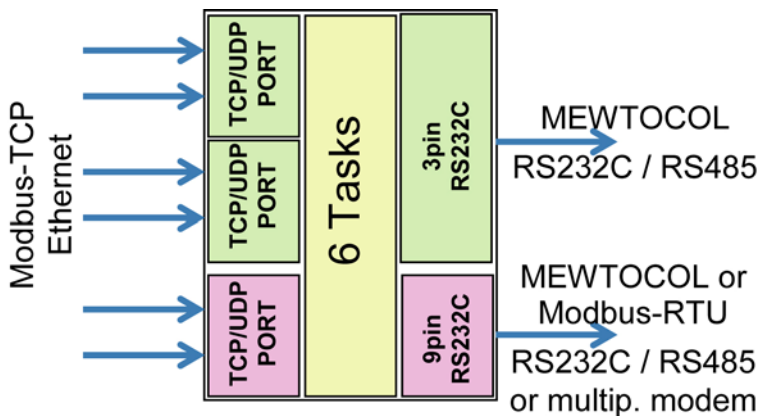 Modbus-TCP
Ethernet
TCP/UDP
PORT
TCP/UDP
PORT
TCP/UDP
PORT
6 Tasks
3pin
RS232C
9pin
RS232C
MEWTOCOL
RS232C / RS485
MEWTOCOL or
Modbus-RTU
RS232C / RS485
or multip. modem